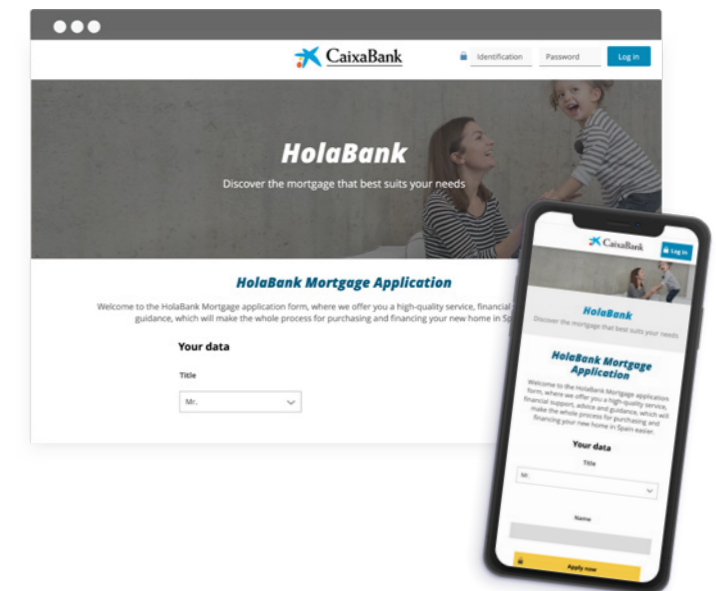 CaixaBank
Identification
Password
Log in
HolaBank
Discover the mortgage that best suits your needs
HolaBank Mortgage Application
Welcome to the HolaBank Mortgage application form, where we offer you a high-quality service, financial
guidance, which will make the whole process for purchasing and financing your new home in
Your data
Title
Mr.
CaixaBank
Log in
HolaBank
Discover the mortgage that best suits your needs
HolaBank Mortgage
Application
Welcome to the HolaBank Mortgage application
form, where we offer you a high-quality service,
financial support, advice and guidance, which will
make the whole process for purchasing and
financing your new home in Spain easier.
Your data
Title
Mr.
Name
Apply now